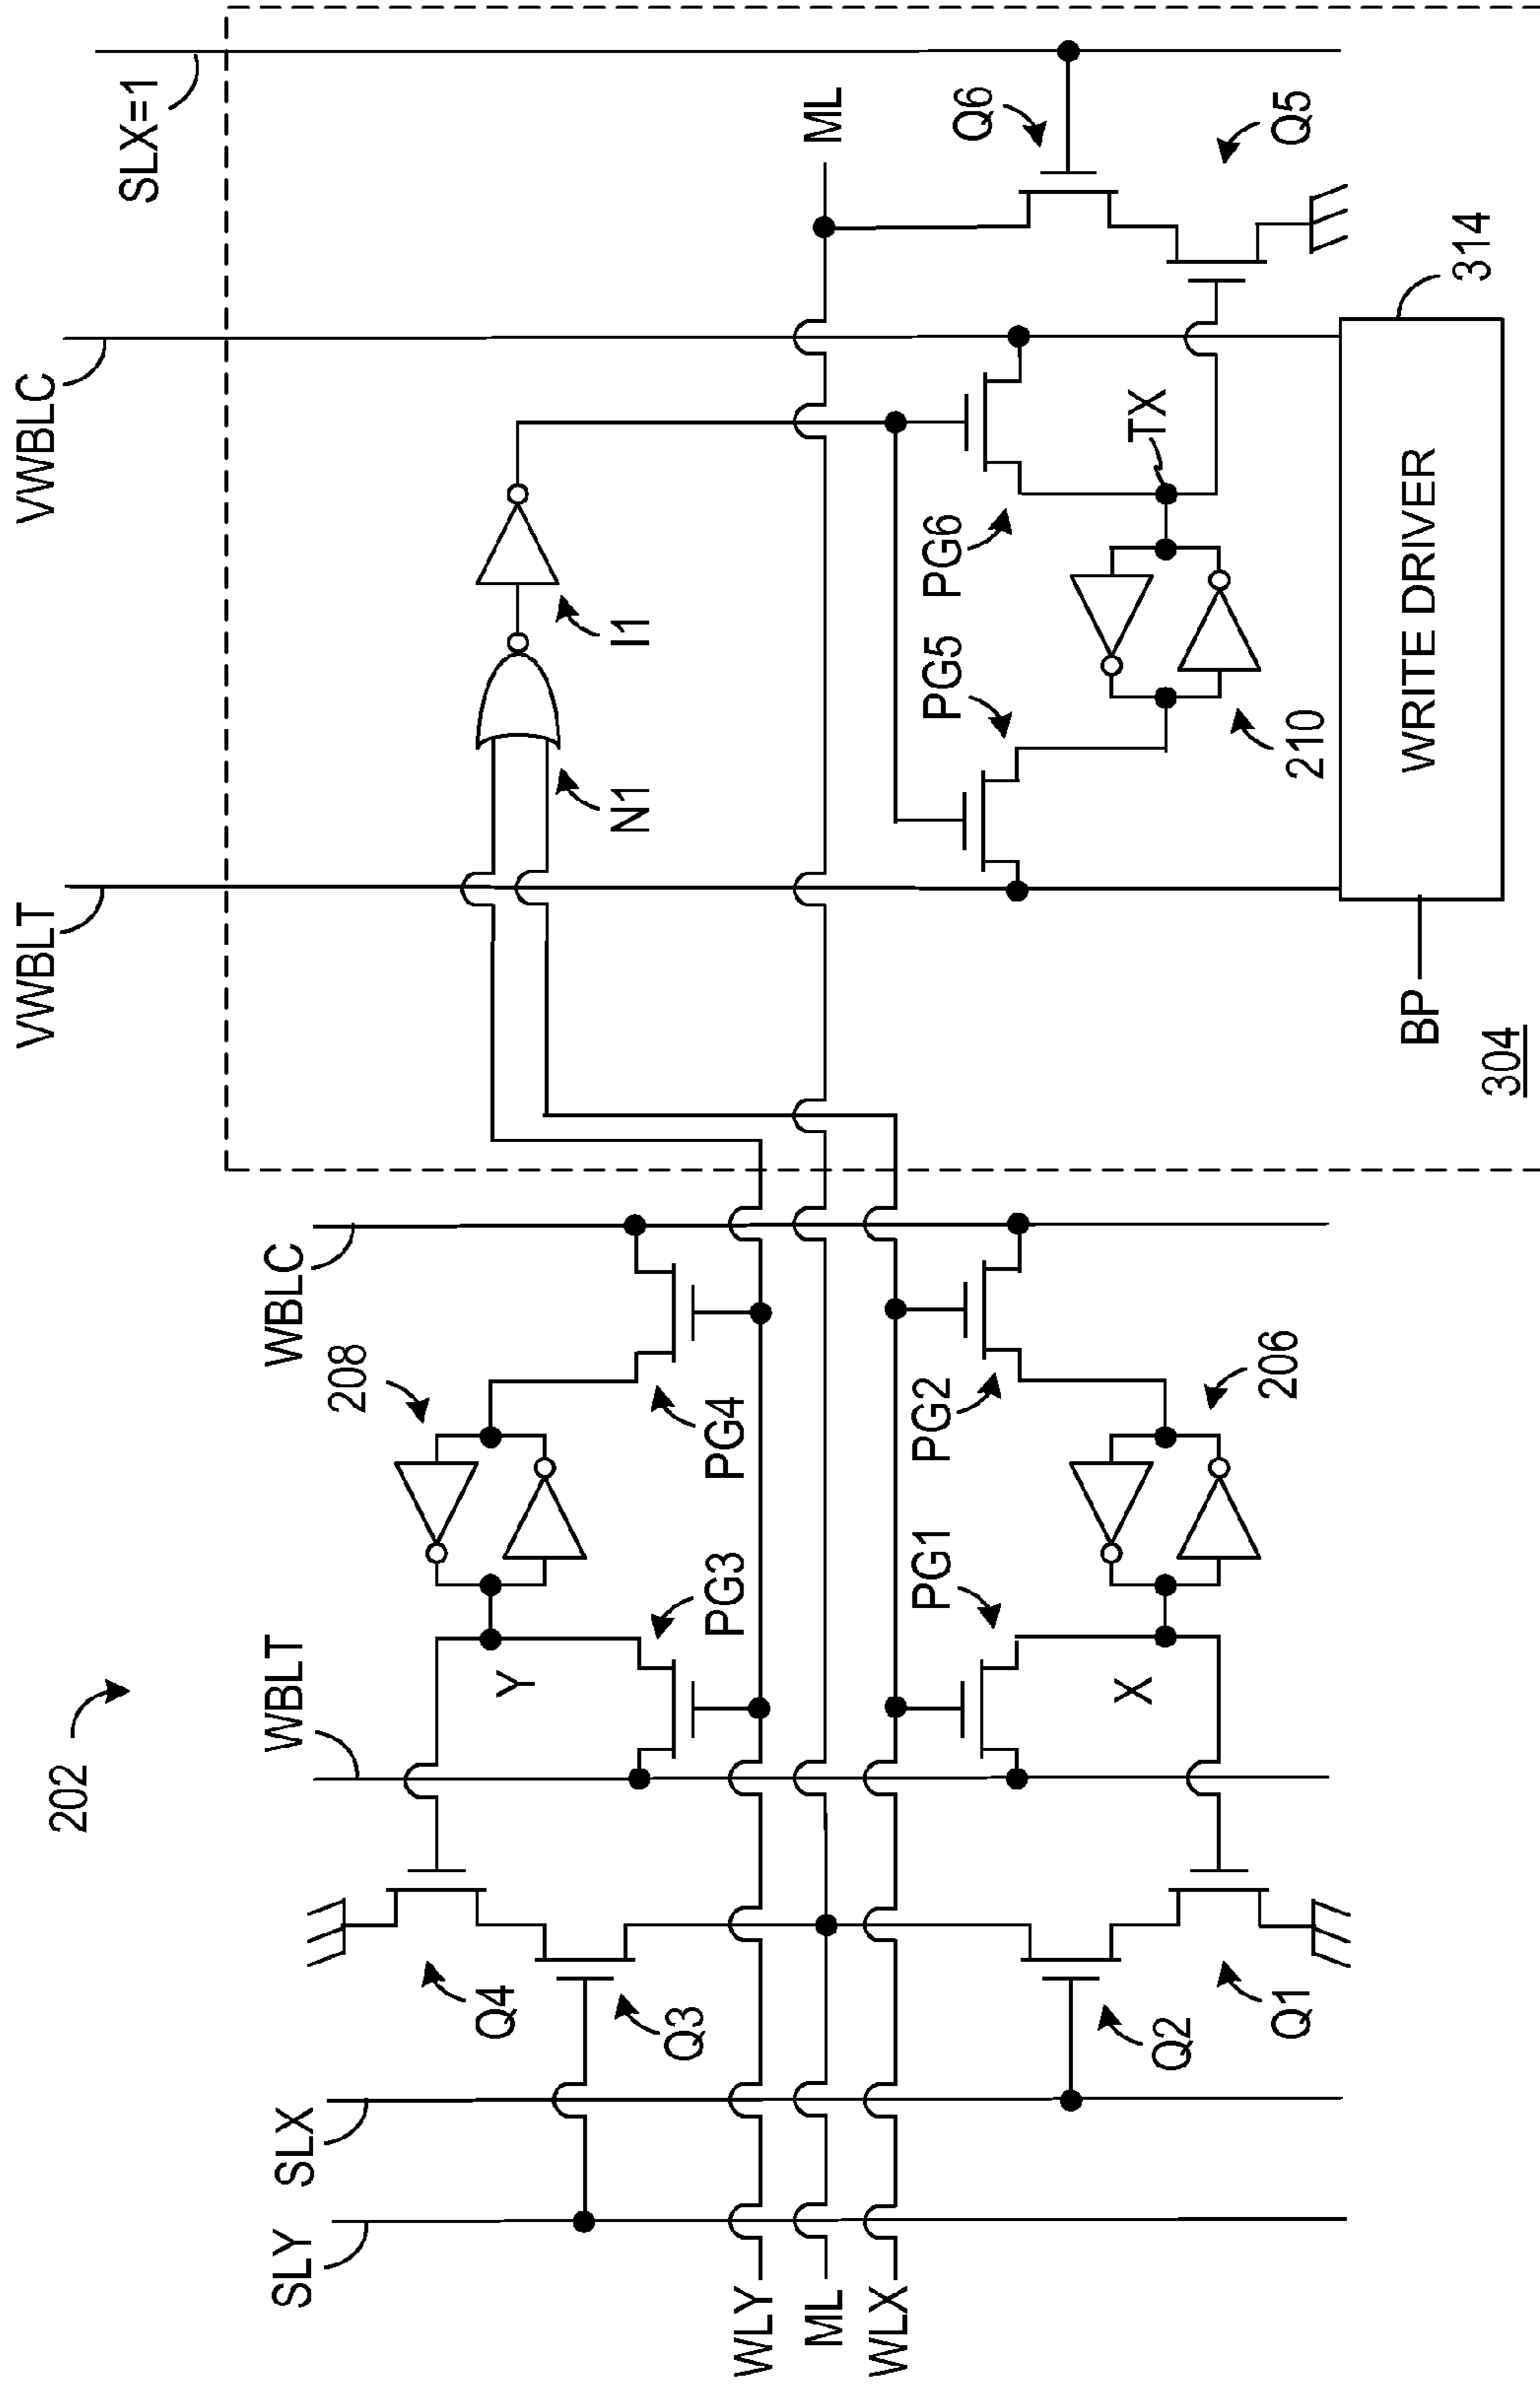 202
SLY
SLX
WBLT
WBLC
VWBLT
VWBLC
SLX=1
208
Q4
Y
PG4
Q3
PG3
N1
I1
WLY
ML
WLX
ML
PG1
PG2
PG5
PG6
Q6
Q2
X
TX
Q1
206
210
Q5
BP
WRITE DRIVER
314
304